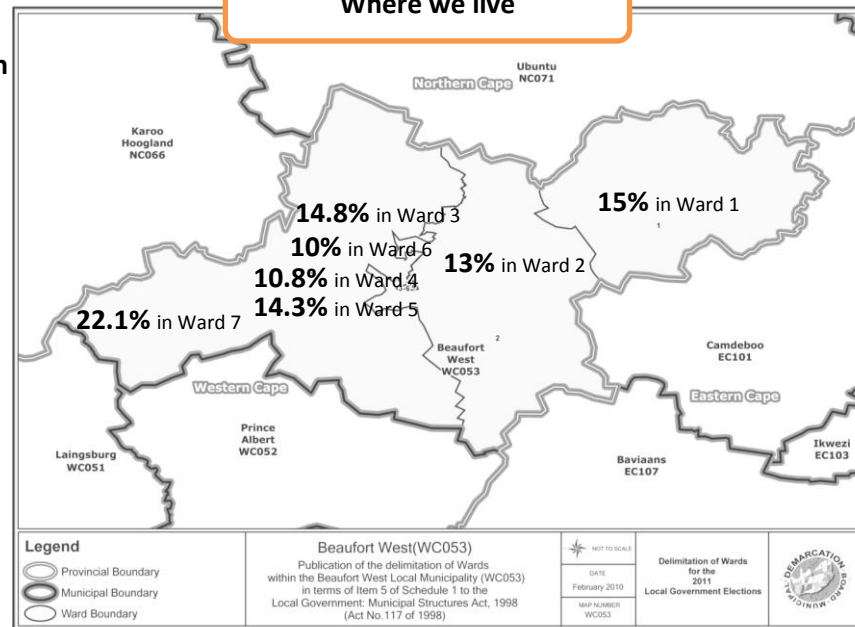 Where we live
n
Ubuntu
NC071
Northern Cape
Karoo
Hoogland
NC066
15% in Ward 1
1
14.8% in Ward 3
10% in Ward 6
13% in Ward 2
10.8% in Ward 4
14.3% in Ward 5
22.1% in Ward 7
Beaufort
West
WC053
2
Camdeboo
EC101
Western Cape
Eastern Cape
Prince
Albert
WC052
Laingsburg
WC051
Baviaans
EC107
Ikwezi
EC103
Legend
Provincial Boundary
Municipal Boundary
Ward Boundary
Beaufort West(WC053)
Publication of the delimitation of Wards
within the Beaufort West Local Municipality (WC053)
in terms of Item 5 of Schedule 1 to the
Local Government: Municipal Structures Act, 1998
(Act No.117 of 1998)
NOT TO SCALE
DATE
February 2010
MAP NUMBER
WC053
Delimitation of Wards
for the
2011
Local Government Elections
DEMARCATION BOARD MUNICIPAL